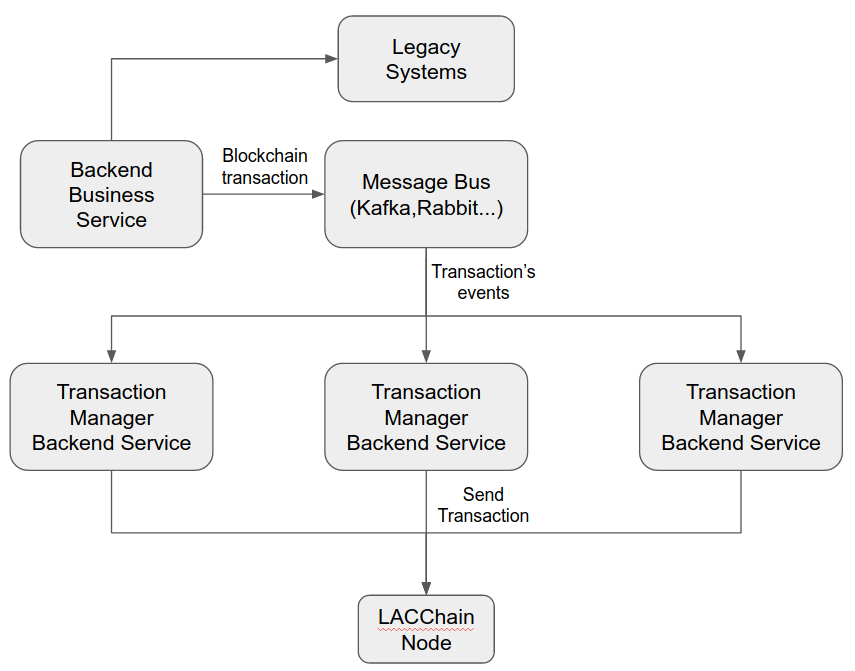 Legacy
Systems
Backend
Business
Service
Blockchain
transaction
Message Bus
(Kafka,Rabbit...)
Transaction's
events
Transaction
Manager
Backend Service
Transaction
Manager
Backend Service
Transaction
Manager
Backend Service
Send
Transaction
LACChain
Node